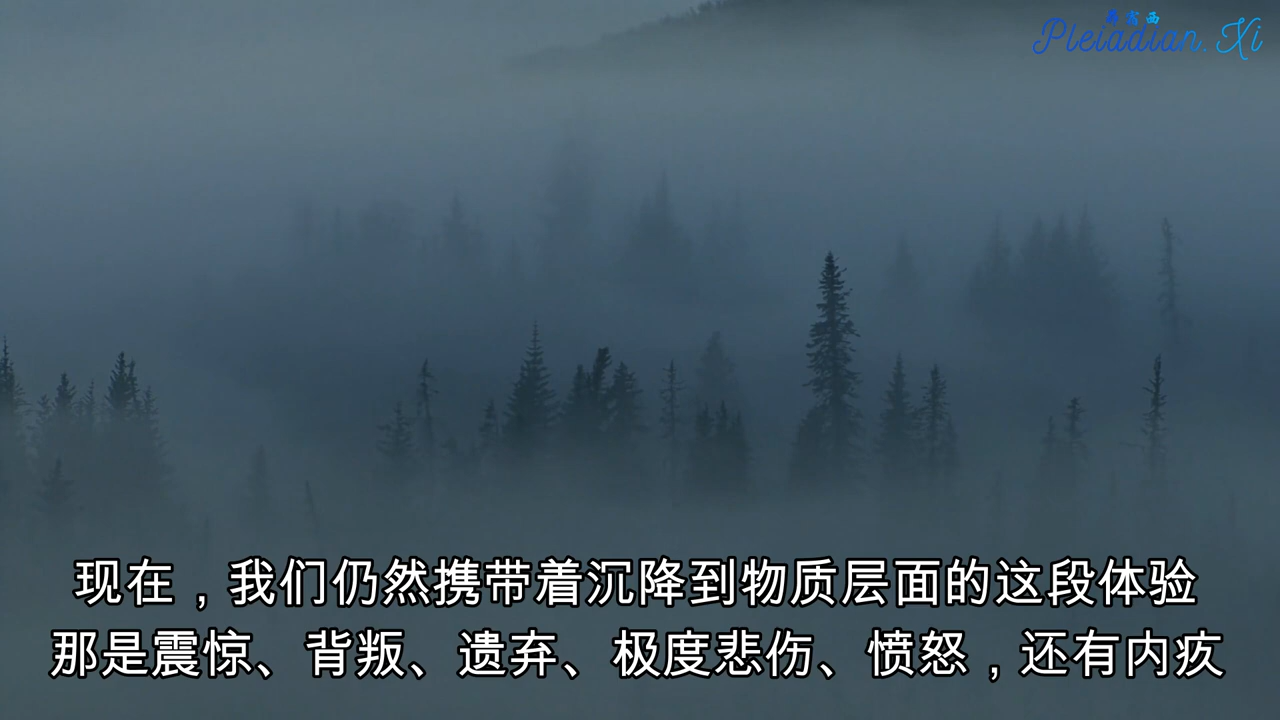 Pleiadian.Xi
现在，我们仍然携带着沉降到物质层面的这段体验
那是震惊、背叛、遗弃、极度悲伤、愤怒，还有内疚